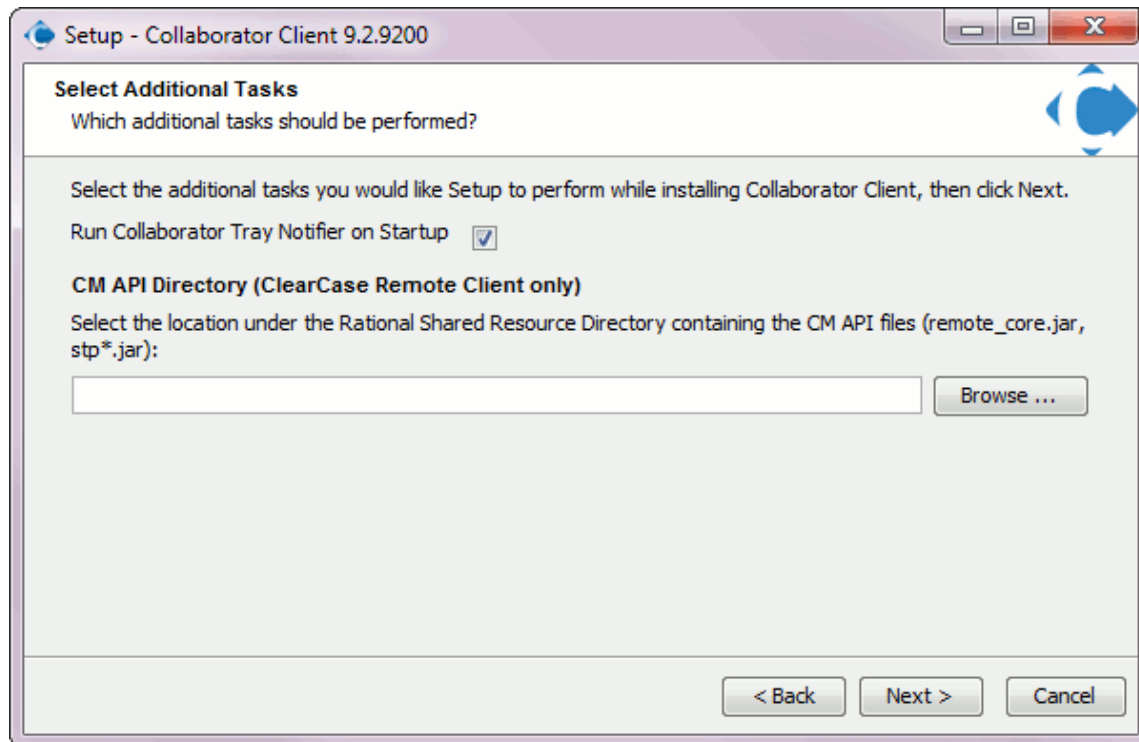 Setup - Collaborator Client 9.2.9200
Select Additional Tasks
Which additional tasks should be performed?
Select the additional tasks you would like Setup to perform while installing Collaborator Client, then click Next.
Run Collaborator Tray Notifier on Startup
CM API Directory (ClearCase Remote Client only)
Select the location under the Rational Shared Resource Directory containing the CM API files (remote_core.jar,
stp*.jar):
Browse ...
< Back Next > Cancel